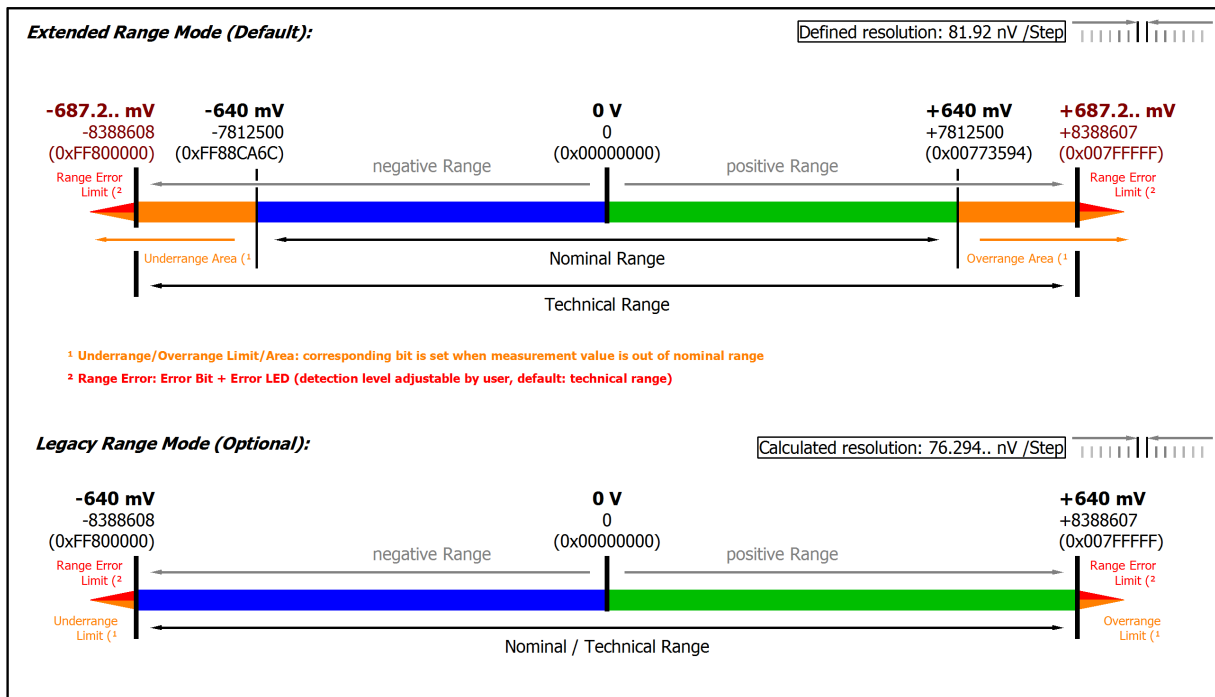 Extended Range Mode (Default):
Defined resolution: 81.92 nV /Step
-687.2.. mV
-8388608
(0xFF800000)
-640 mV
-7812500
(0xFF88CA6C)
0 V
0
(0x00000000)
+640 mV
+7812500
(0x00773594)
+687.2.. mV
+8388607
(0x007FFFFF)
negative Range
positive Range
Range Error
Limit (²
Range Error
Limit (²
Underrange Area (¹
Nominal Range
Overrange Area (¹
Technical Range
¹ Underrange/Overrange Limit/Area: corresponding bit is set when measurement value is out of nominal range
² Range Error: Error Bit + Error LED (detection level adjustable by user, default: technical range)
Legacy Range Mode (Optional):
Calculated resolution: 76.294.. nV /Step
-640 mV
-8388608
(0xFF800000)
0 V
0
(0x00000000)
+640 mV
+8388607
(0x007FFFFF)
negative Range
positive Range
Range Error
Limit (²
Range Error
Limit (²
Underrange
Limit (¹
Overrange
Limit (¹
Nominal / Technical Range